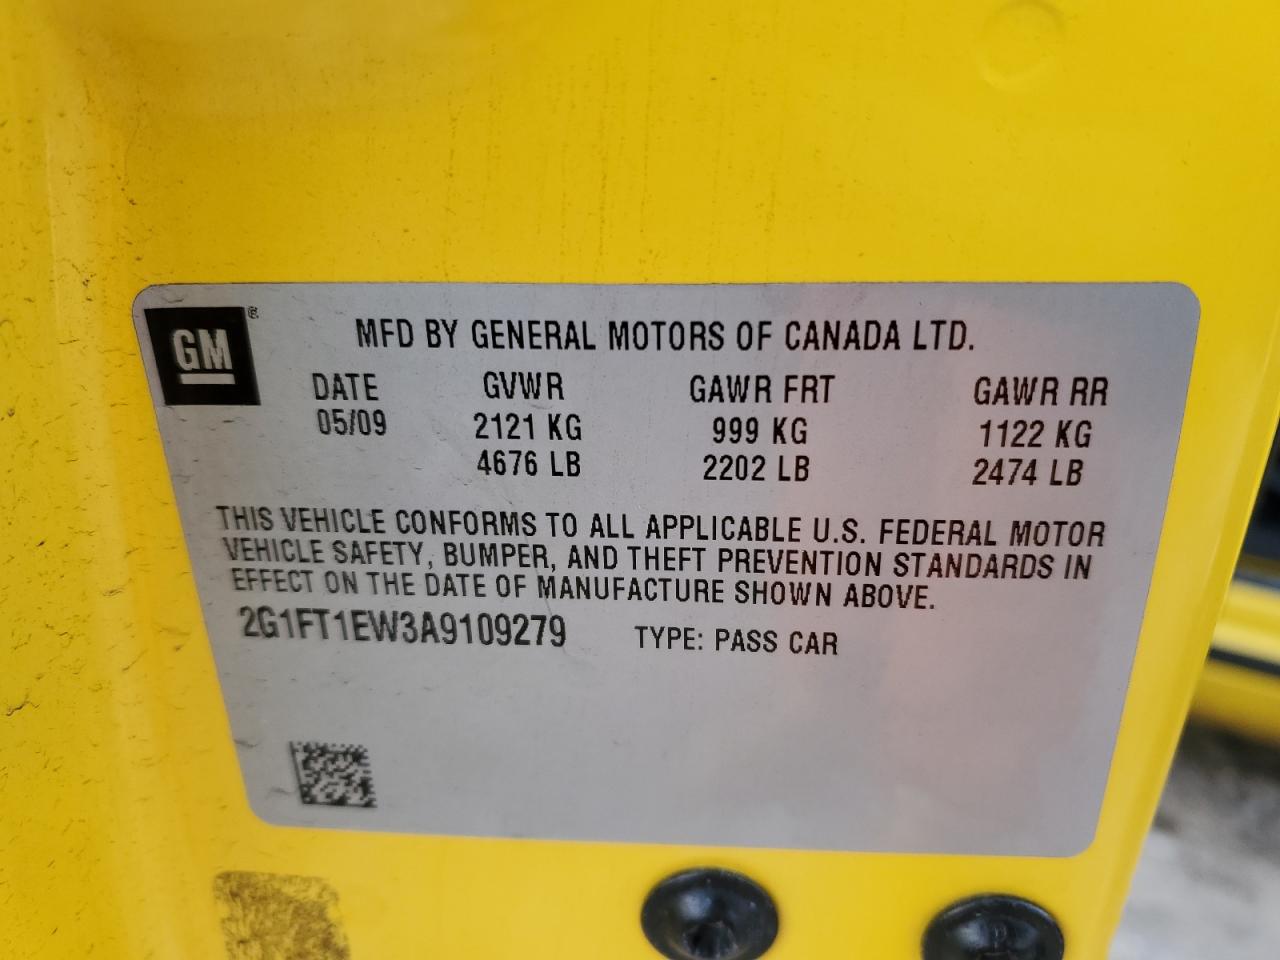 GM®
MFD BY GENERAL MOTORS OF CANADA LTD.
DATE GVWR GAWR FRT GAWR RR
05/09 2121 KG 999 KG 1122 KG
4676 LB 2202 LB 2474 LB
THIS VEHICLE CONFORMS TO ALL APPLICABLE U.S. FEDERAL MOTOR
VEHICLE SAFETY, BUMPER, AND THEFT PREVENTION STANDARDS IN
EFFECT ON THE DATE OF MANUFACTURE SHOWN ABOVE.
2G1FT1EW3A9109279 TYPE: PASS CAR